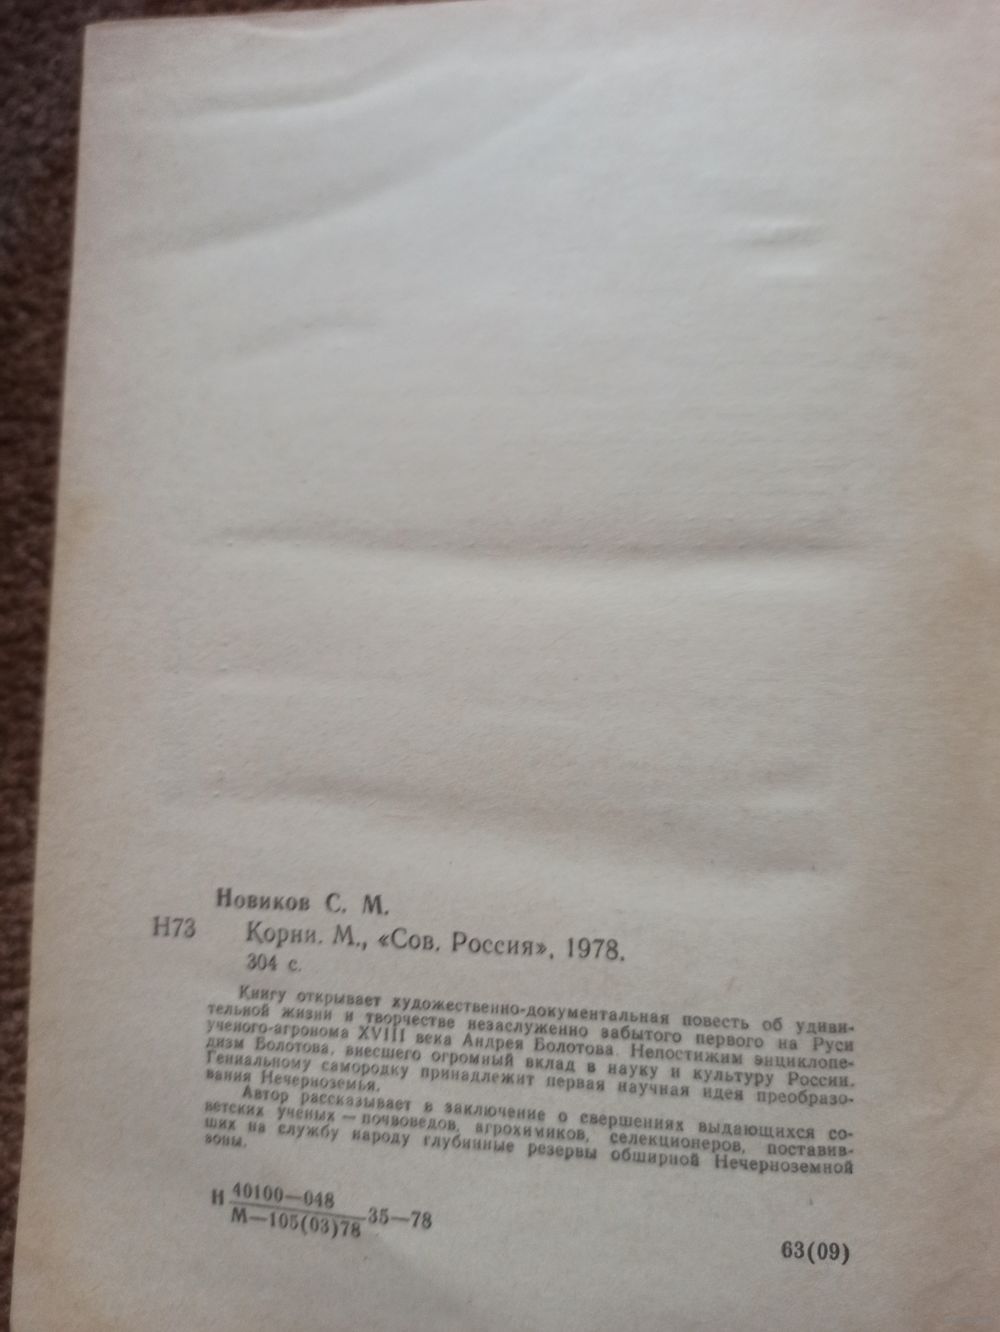 Новиков С. М.
Н73 Корни. М., «Сов. Россия», 1978.
304 с.
Книгу открывает художественно-документальная повесть об удиви-
тельной жизни и творчестве незаслуженно забытого первого на Руси
ученого-агронома XVIII века Андрея Болотова. Непостижим энциклопе-
дизм Болотова, внесшего огромный вклад в науку и культуру России.
Гениальному самородку принадлежит первая научная идея преобразо-
вания Нечерноземья.
Автор рассказывает в заключение о свершениях выдающихся со-
ветских ученых — почвоведов, агрохимиков, селекционеров, поставив-
ших на службу народу глубинные резервы обширной Нечерноземной
зоны.
Н 40100—048
М—105(03)78 35—78
63(09)